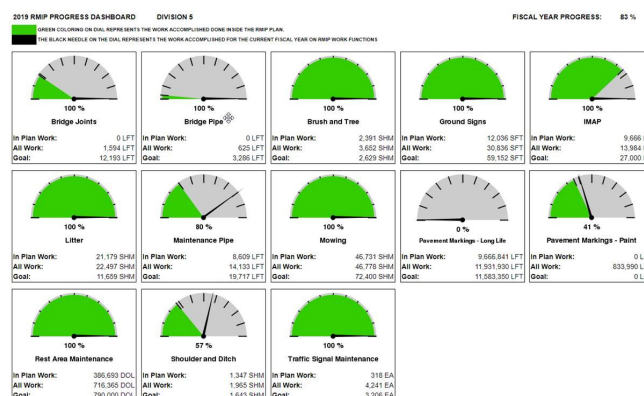 2019 RMIP PROGRESS DASHBOARD DIVISION 5 FISCAL YEAR PROGRESS: 83 %
GREEN COLORING ON DIAL REPRESENTS THE WORK ACCOMPLISHED DONE INSIDE THE RMIP PLAN.
THE BLACK NEEDLE ON THE DIAL REPRESENTS THE WORK ACCOMPLISHED FOR THE CURRENT FISCAL YEAR ON RMIP WORK FUNCTIONS
100 %
Bridge Joints
In Plan Work: 0 LFT
All Work: 1,594 LFT
Goal: 12,193 LFT
100 %
Bridge Pipe
In Plan Work: 0 LFT
All Work: 625 LFT
Goal: 3,286 LFT
100 %
Brush and Tree
In Plan Work: 2,391 SHM
All Work: 3,652 SHM
Goal: 2,629 SHM
100 %
Ground Signs
In Plan Work: 12,036 SFT
All Work: 30,836 SFT
Goal: 59,152 SFT
100 %
IMAP
In Plan Work: 9,666
All Work: 13,984
Goal: 27,000
100 %
Litter
In Plan Work: 21,179 SHM
All Work: 22,497 SHM
Goal: 11,659 SHM
80 %
Maintenance Pipe
In Plan Work: 8,609 LFT
All Work: 14,133 LFT
Goal: 19,717 LFT
100 %
Mowing
In Plan Work: 46,731 SHM
All Work: 46,778 SHM
Goal: 72,400 SHM
0 %
Pavement Markings - Long Life
In Plan Work: 9,666,841 LFT
All Work: 11,931,930 LFT
Goal: 11,583,350 LFT
41 %
Pavement Markings - Paint
In Plan Work: 0 L
All Work: 833,990 L
Goal: 0 L
100 %
Rest Area Maintenance
In Plan Work: 386,693 DOL
All Work: 716,365 DOL
Goal: 790,000 DOL
57 %
Shoulder and Ditch
In Plan Work: 1,347 SHM
All Work: 1,965 SHM
Goal: 1,643 SHM
100 %
Traffic Signal Maintenance
In Plan Work: 318 EA
All Work: 4,241 EA
Goal: 3,206 EA